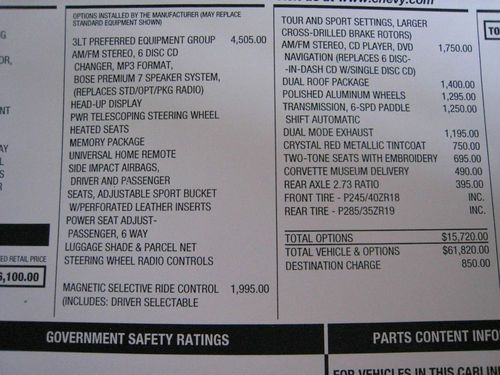 OPTIONS INSTALLED BY THE MANUFACTURER (MAY REPLACE
STANDARD EQUIPMENT SHOWN)
3LT PREFERRED EQUIPMENT GROUP 4,505.00
AM/FM STEREO, 6 DISC CD
CHANGER, MP3 FORMAT,
BOSE PREMIUM 7 SPEAKER SYSTEM,
(REPLACES STD/OPT/PKG RADIO)
HEAD-UP DISPLAY
PWR TELESCOPING STEERING WHEEL
HEATED SEATS
MEMORY PACKAGE
UNIVERSAL HOME REMOTE
SIDE IMPACT AIRBAGS,
DRIVER AND PASSENGER
SEATS, ADJUSTABLE SPORT BUCKET
W/PERFORATED LEATHER INSERTS
POWER SEAT ADJUST-
PASSENGER, 6 WAY
LUGGAGE SHADE & PARCEL NET
STEERING WHEEL RADIO CONTROLS
MAGNETIC SELECTIVE RIDE CONTROL 1,995.00
(INCLUDES: DRIVER SELECTABLE
TOUR AND SPORT SETTINGS, LARGER
CROSS-DRILLED BRAKE ROTORS)
AM/FM STEREO, CD PLAYER, DVD 1,750.00
NAVIGATION (REPLACES 6 DISC-
-IN-DASH CD W/SINGLE DISC CD)
DUAL ROOF PACKAGE 1,400.00
POLISHED ALUMINUM WHEELS 1,295.00
TRANSMISSION, 6-SPD PADDLE 1,250.00
SHIFT AUTOMATIC
DUAL MODE EXHAUST 1,195.00
CRYSTAL RED METALLIC TINTCOAT 750.00
TWO-TONE SEATS WITH EMBROIDERY 695.00
CORVETTE MUSEUM DELIVERY 490.00
REAR AXLE 2.73 RATIO 395.00
FRONT TIRE - P245/40ZR18 INC.
REAR TIRE - P285/35ZR19 INC.
TOTAL OPTIONS $15,720.00
TOTAL VEHICLE & OPTIONS $61,820.00
DESTINATION CHARGE 850.00
RETAIL PRICE
6,100.00
GOVERNMENT SAFETY RATINGS
PARTS CONTENT INFO
FOR VEHICLES IN THIS CARLIN